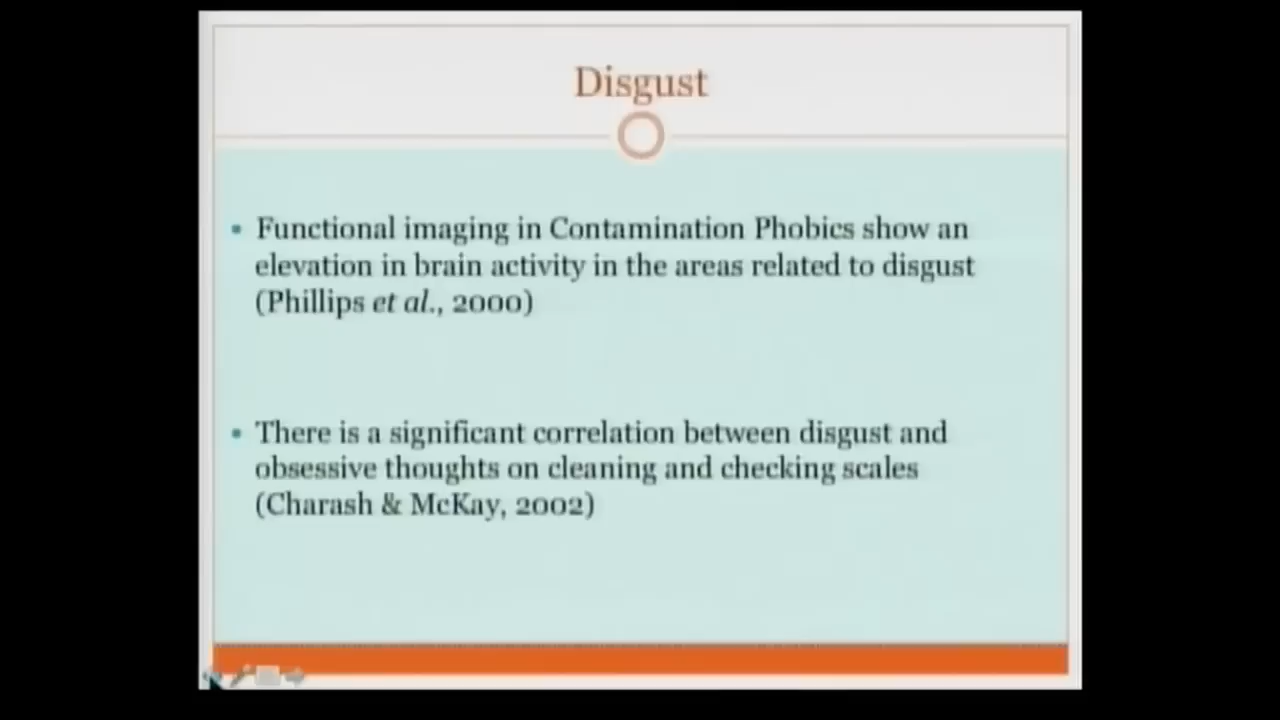 Disgust
• Functional imaging in Contamination Phobics show an
elevation in brain activity in the areas related to disgust
(Phillips et al., 2000)
• There is a significant correlation between disgust and
obsessive thoughts on cleaning and checking scales
(Charash & McKay, 2002)